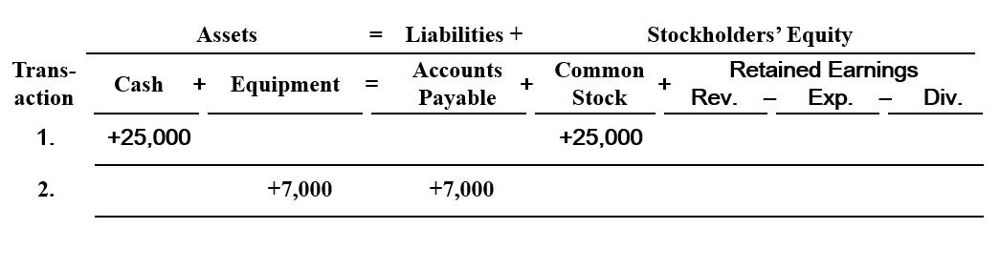 Assets = Liabilities + Stockholders’ Equity
Trans-
action
Cash + Equipment = Accounts Payable + Common Stock + Retained Earnings
Rev. – Exp. – Div.
1. +25,000 +25,000
2. +7,000 +7,000